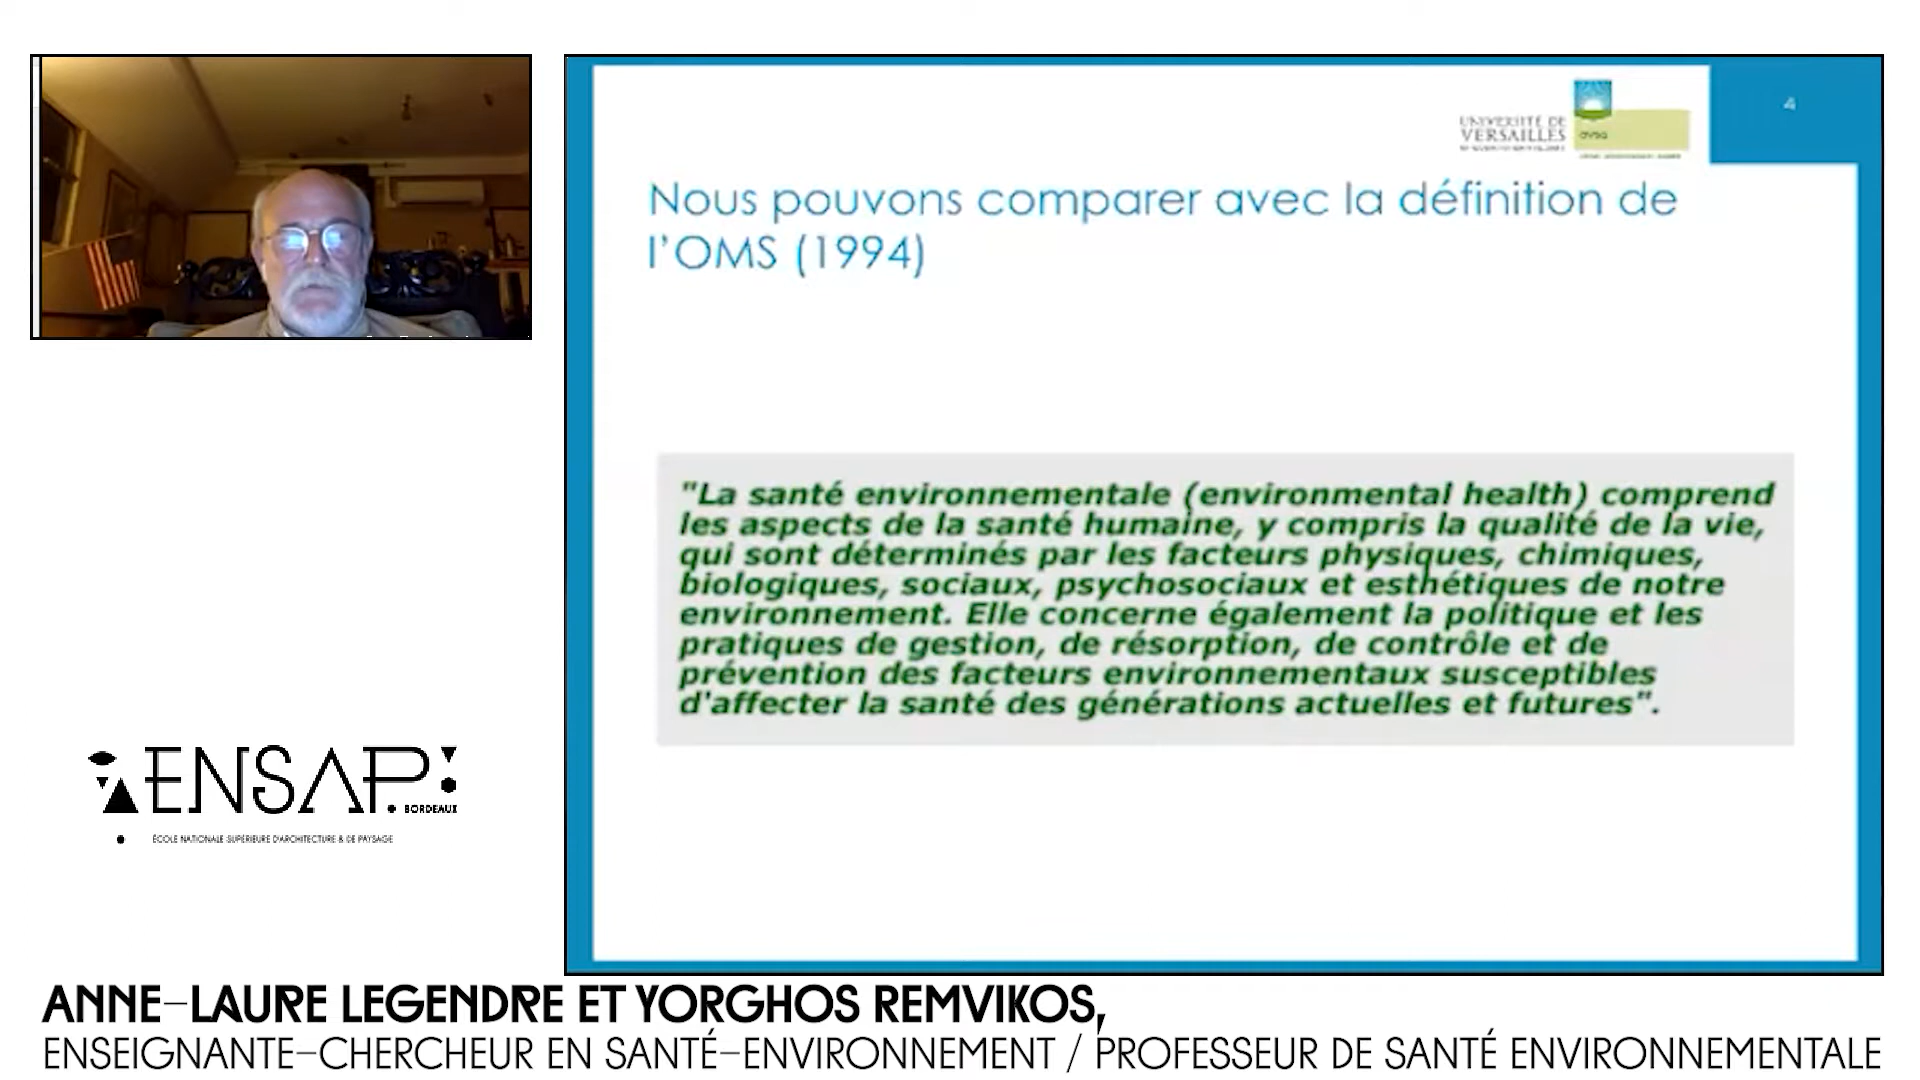 UNIVERSITÉ DE
VERSAILLES
4
Nous pouvons comparer avec la définition de
l'OMS (1994)
"La santé environnementale (environmental health) comprend
les aspects de la santé humaine, y compris la qualité de la vie,
qui sont déterminés par les facteurs physiques, chimiques,
biologiques, sociaux, psychosociaux et esthétiques de notre
environnement. Elle concerne également la politique et les
pratiques de gestion, de résorption, de contrôle et de
prévention des facteurs environnementaux susceptibles
d'affecter la santé des générations actuelles et futures".
ENSAP
BORDEAUX
ÉCOLE NATIONALE SUPÉRIEURE D'ARCHITECTURE & DE PAYSAGE
ANNE-LAURE LEGENDRE ET YORGHOS REMVIKOS,
ENSEIGNANTE-CHERCHEUR EN SANTÉ-ENVIRONNEMENT / PROFESSEUR DE SANTÉ ENVIRONNEMENTALE